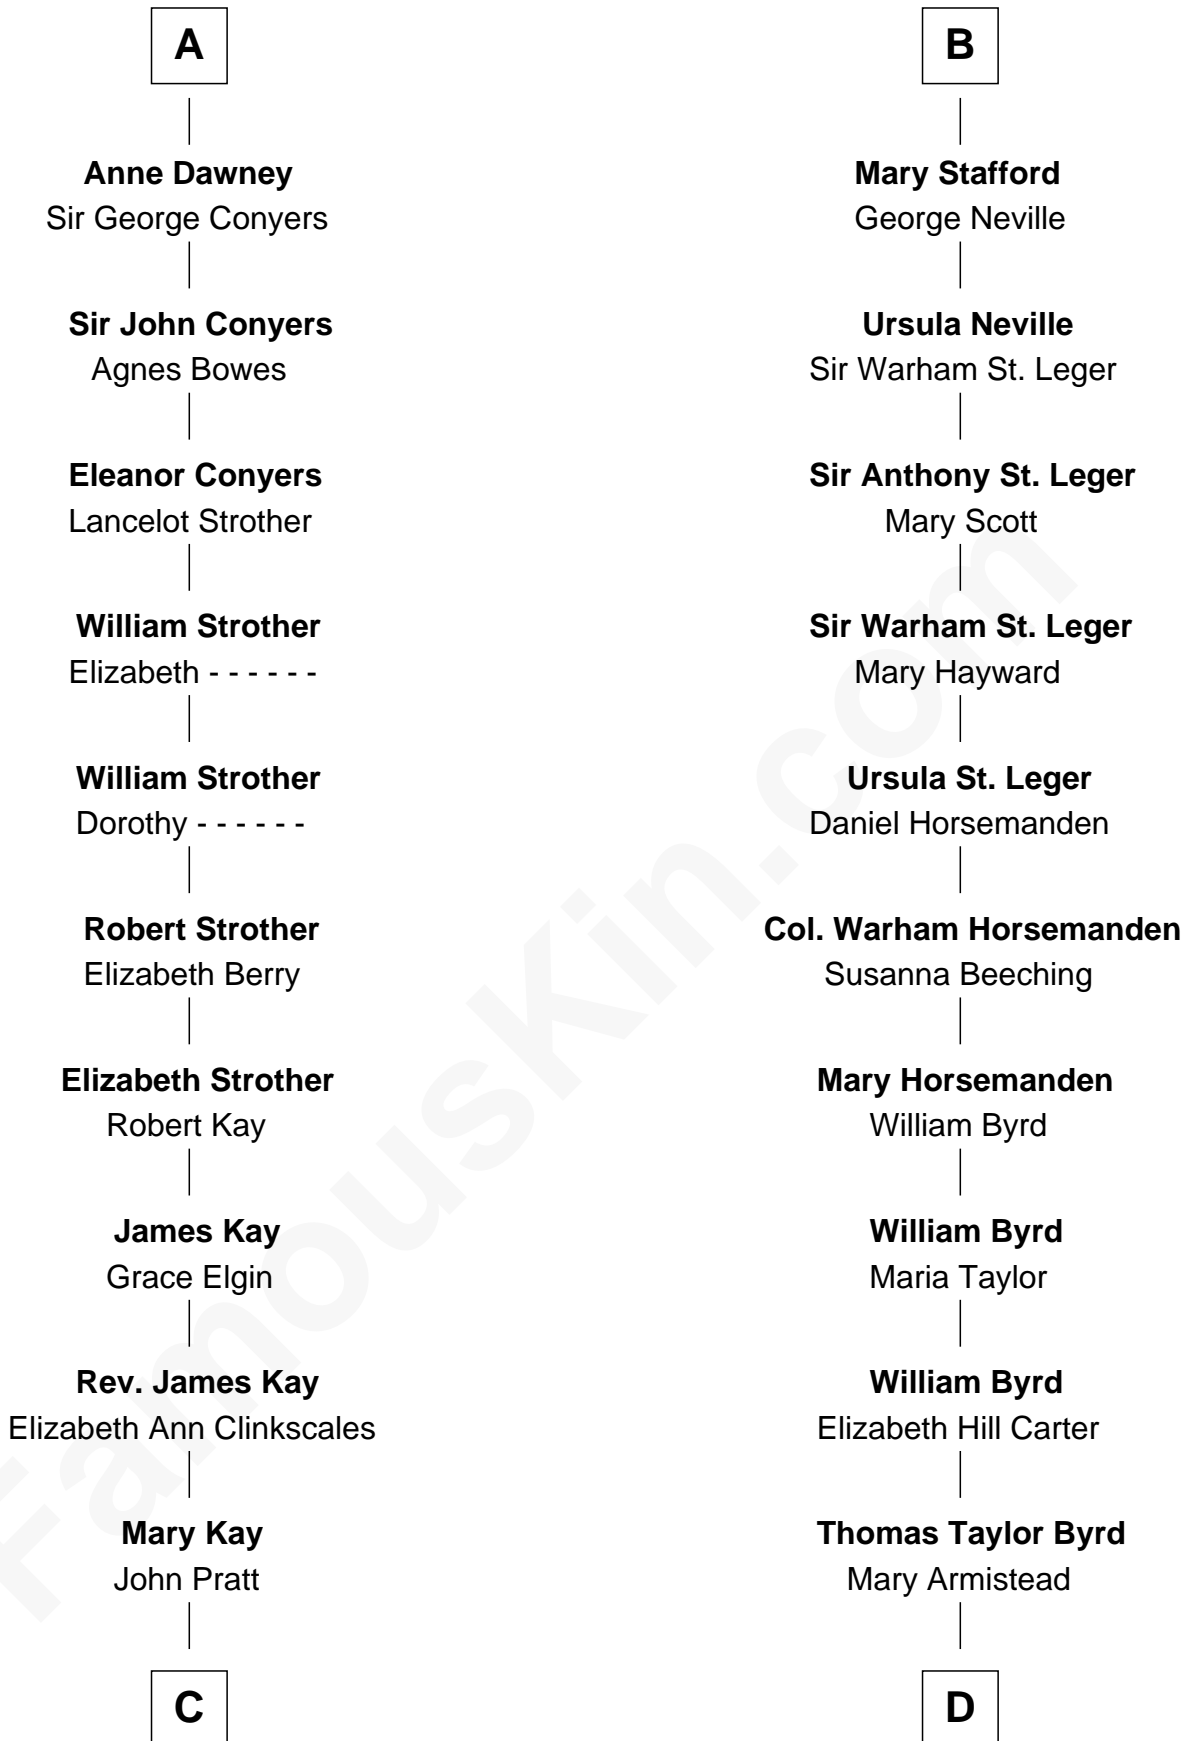 A
Anne Dawney
Sir George Conyers
Sir John Conyers
Agnes Bowes
Eleanor Conyers
Lancelot Strother
William Strother
Elizabeth - - - - - -
William Strother
Dorothy - - - - - -
Robert Strother
Elizabeth Berry
Elizabeth Strother
Robert Kay
James Kay
Grace Elgin
Rev. James Kay
Elizabeth Ann Clinkscales
Mary Kay
John Pratt
C
B
Mary Stafford
George Neville
Ursula Neville
Sir Warham St. Leger
Sir Anthony St. Leger
Mary Scott
Sir Warham St. Leger
Mary Hayward
Ursula St. Leger
Daniel Horsemanden
Col. Warham Horsemanden
Susanna Beeching
Mary Horsemanden
William Byrd
William Byrd
Maria Taylor
William Byrd
Elizabeth Hill Carter
Thomas Taylor Byrd
Mary Armistead
D
FamousKin.com